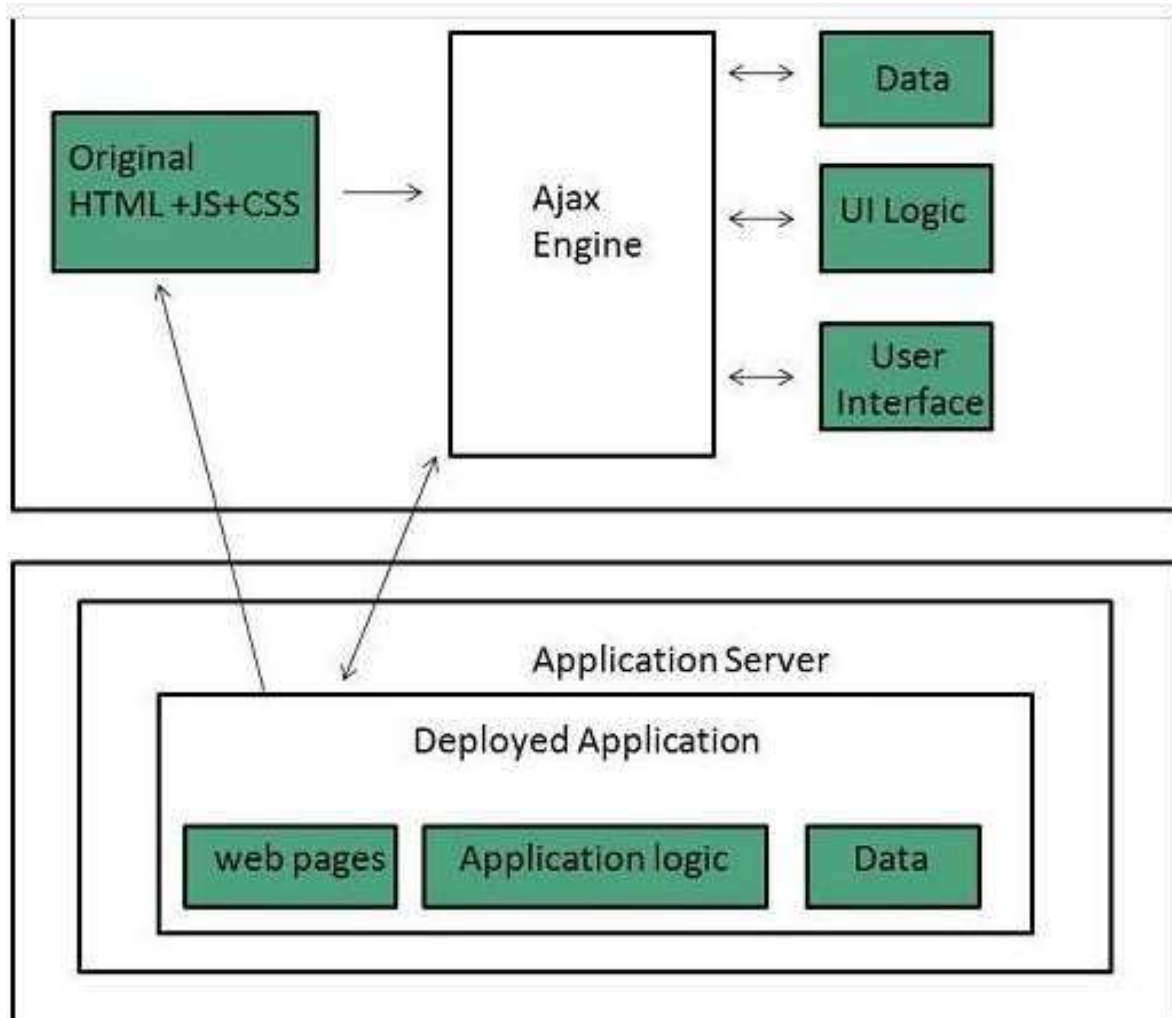 Original
HTML +JS+CSS
Ajax
Engine
Data
UI Logic
User
Interface
Application Server
Deployed Application
web pages
Application logic
Data